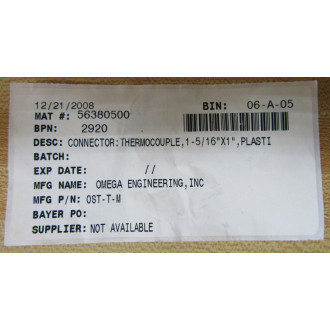 12/21/2008 BIN: 06-A-05
MAT #: 56380500
BPN: 2920
DESC: CONNECTOR:THERMOCOUPLE,1-5/16"X1",PLASTI
BATCH:
EXP DATE: //
MFG NAME: OMEGA ENGINEERING,INC
MFG P/N: OST-T-M
BAYER PO:
SUPPLIER: NOT AVAILABLE